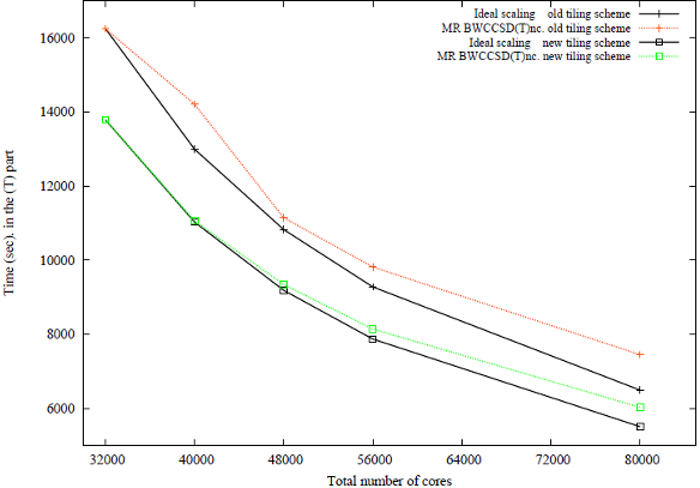 Ideal scaling old tiling scheme
MR BWCCSD(T)nc. old tiling scheme
Ideal scaling new tiling scheme
MR BWCCSD(T)nc. new tiling scheme
16000
14000
12000
10000
8000
6000
Time (sec). in the (T) part
32000 40000 48000 56000 64000 72000 80000
Total number of cores